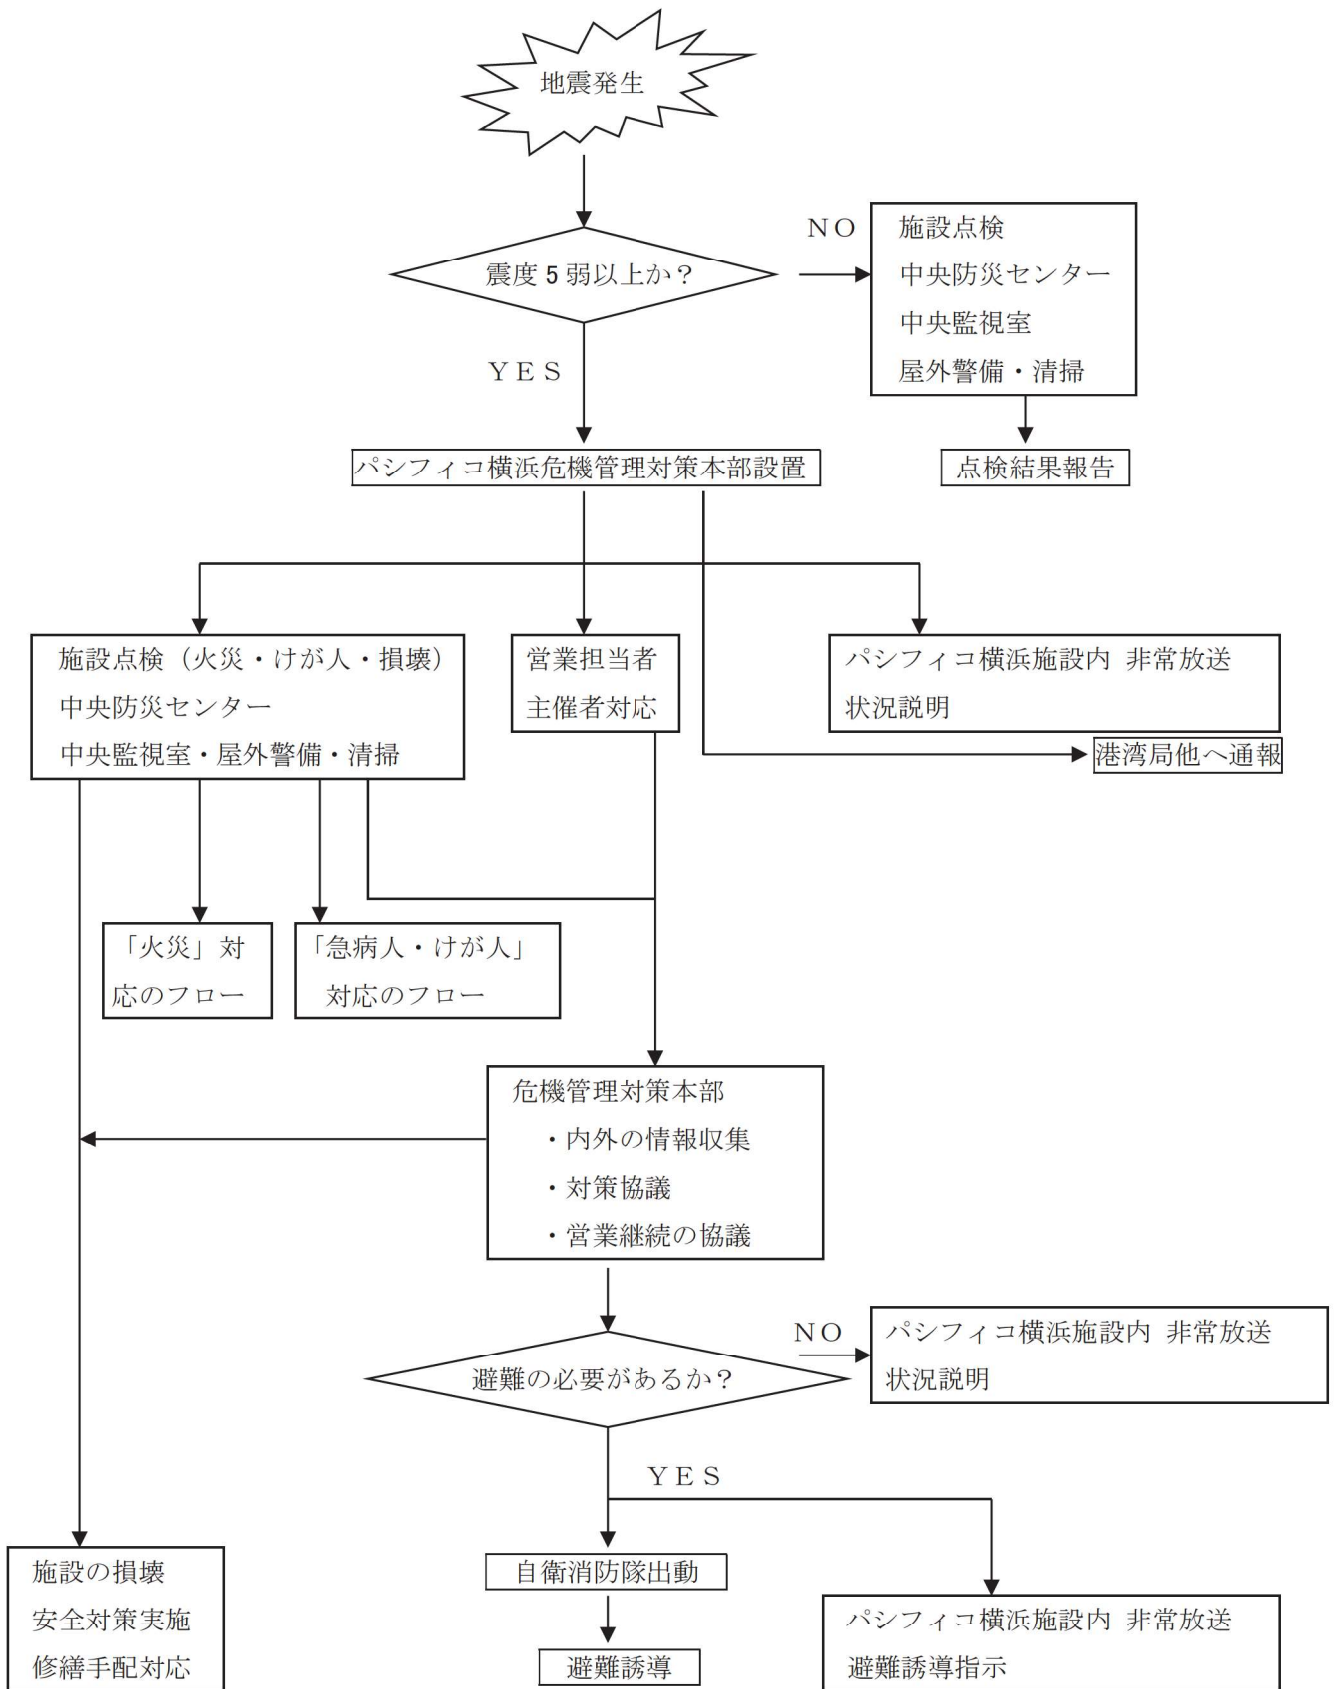 地震発生
NO
震度5弱以上か？
施設点検
中央防災センター
中央監視室
屋外警備・清掃
YES
パシフィコ横浜危機管理対策本部設置
点検結果報告
施設点検（火災・けが人・損壊）
中央防災センター
中央監視室・屋外警備・清掃
営業担当者
主催者対応
パシフィコ横浜施設内 非常放送
状況説明
港湾局他へ通報
「火災」対
応のフロー
「急病人・けが人」
対応のフロー
危機管理対策本部
・内外の情報収集
・対策協議
・営業継続の協議
避難の必要があるか？
NO
パシフィコ横浜施設内 非常放送
状況説明
YES
施設の損壊
安全対策実施
修繕手配対応
自衛消防隊出動
避難誘導
パシフィコ横浜施設内 非常放送
避難誘導指示